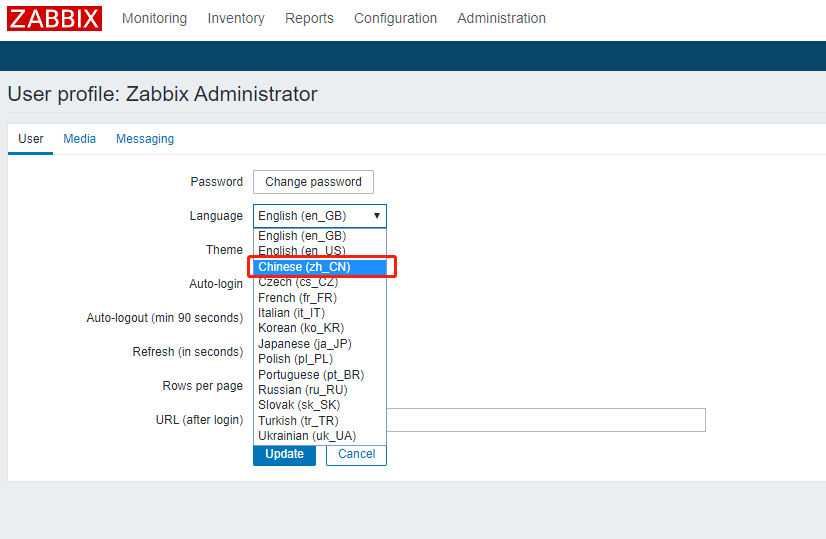 ZABBIX Monitoring Inventory Reports Configuration Administration
User profile: Zabbix Administrator
User Media Messaging
Password Change password
Language English (en_GB) ▼
English (en_GB)
Theme English (en_US)
Chinese (zh_CN)
Auto-login Czech (cs_CZ)
French (fr_FR)
Italian (it_IT)
Auto-logout (min 90 seconds)
Korean (ko_KR)
Japanese (ja_JP)
Refresh (in seconds)
Polish (pl_PL)
Portuguese (pt_BR)
Rows per page
Russian (ru_RU)
Slovak (sk_SK)
URL (after login)
Turkish (tr_TR)
Ukrainian (uk_UA)
Update Cancel